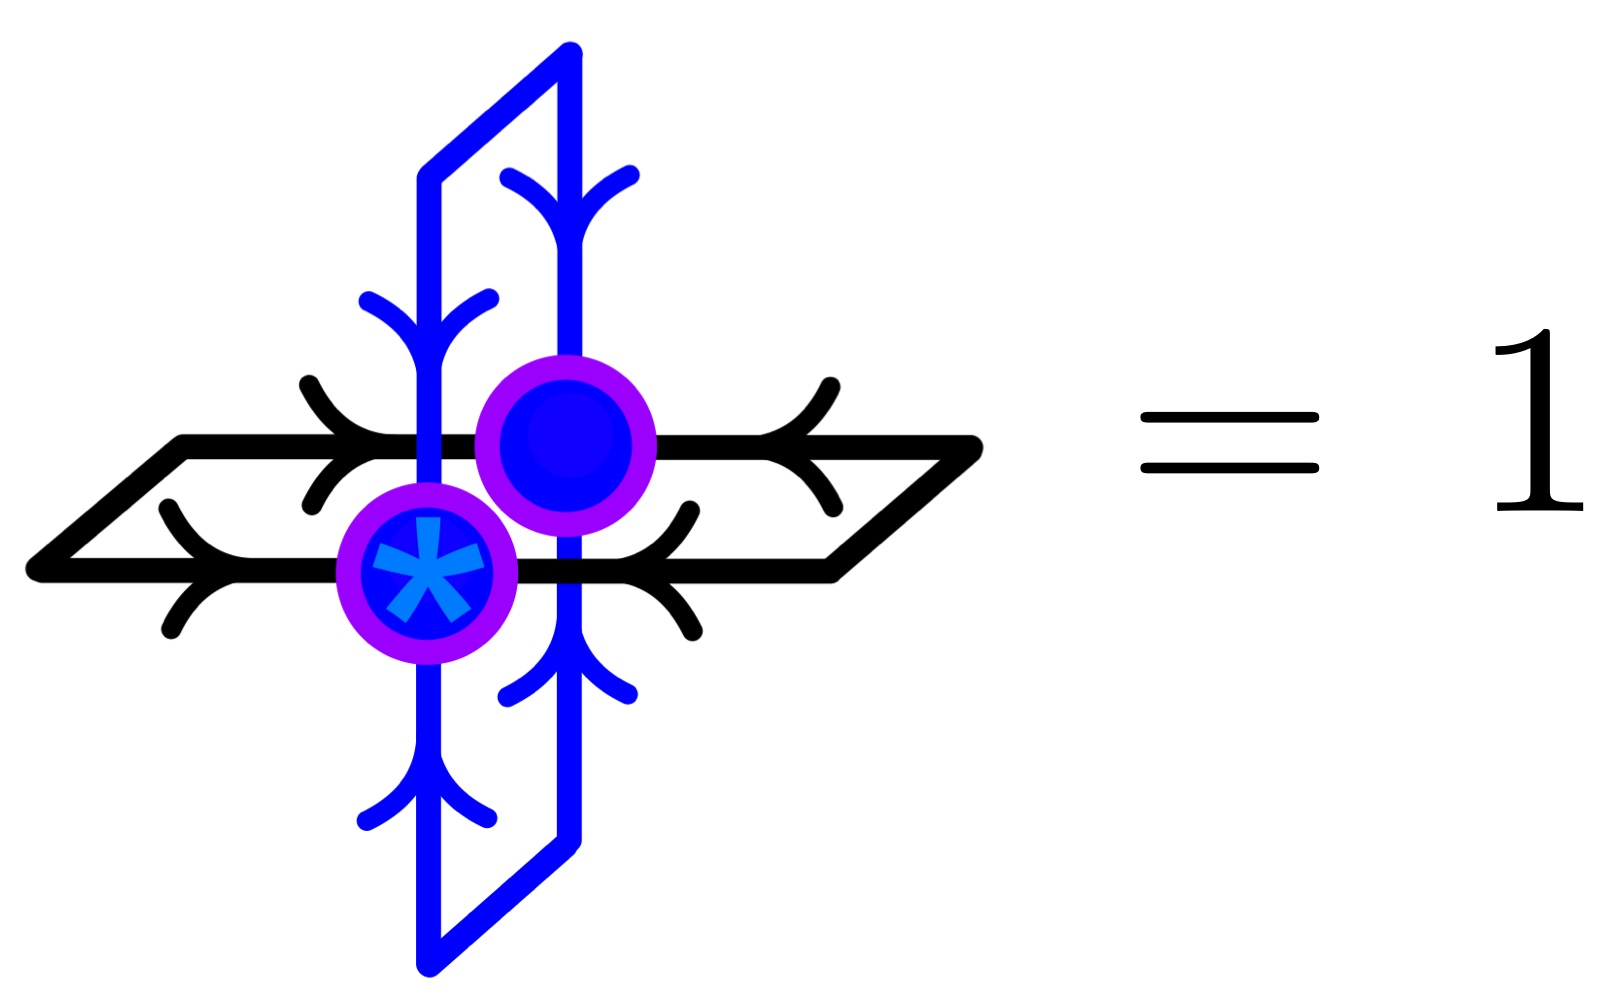 *
= 1